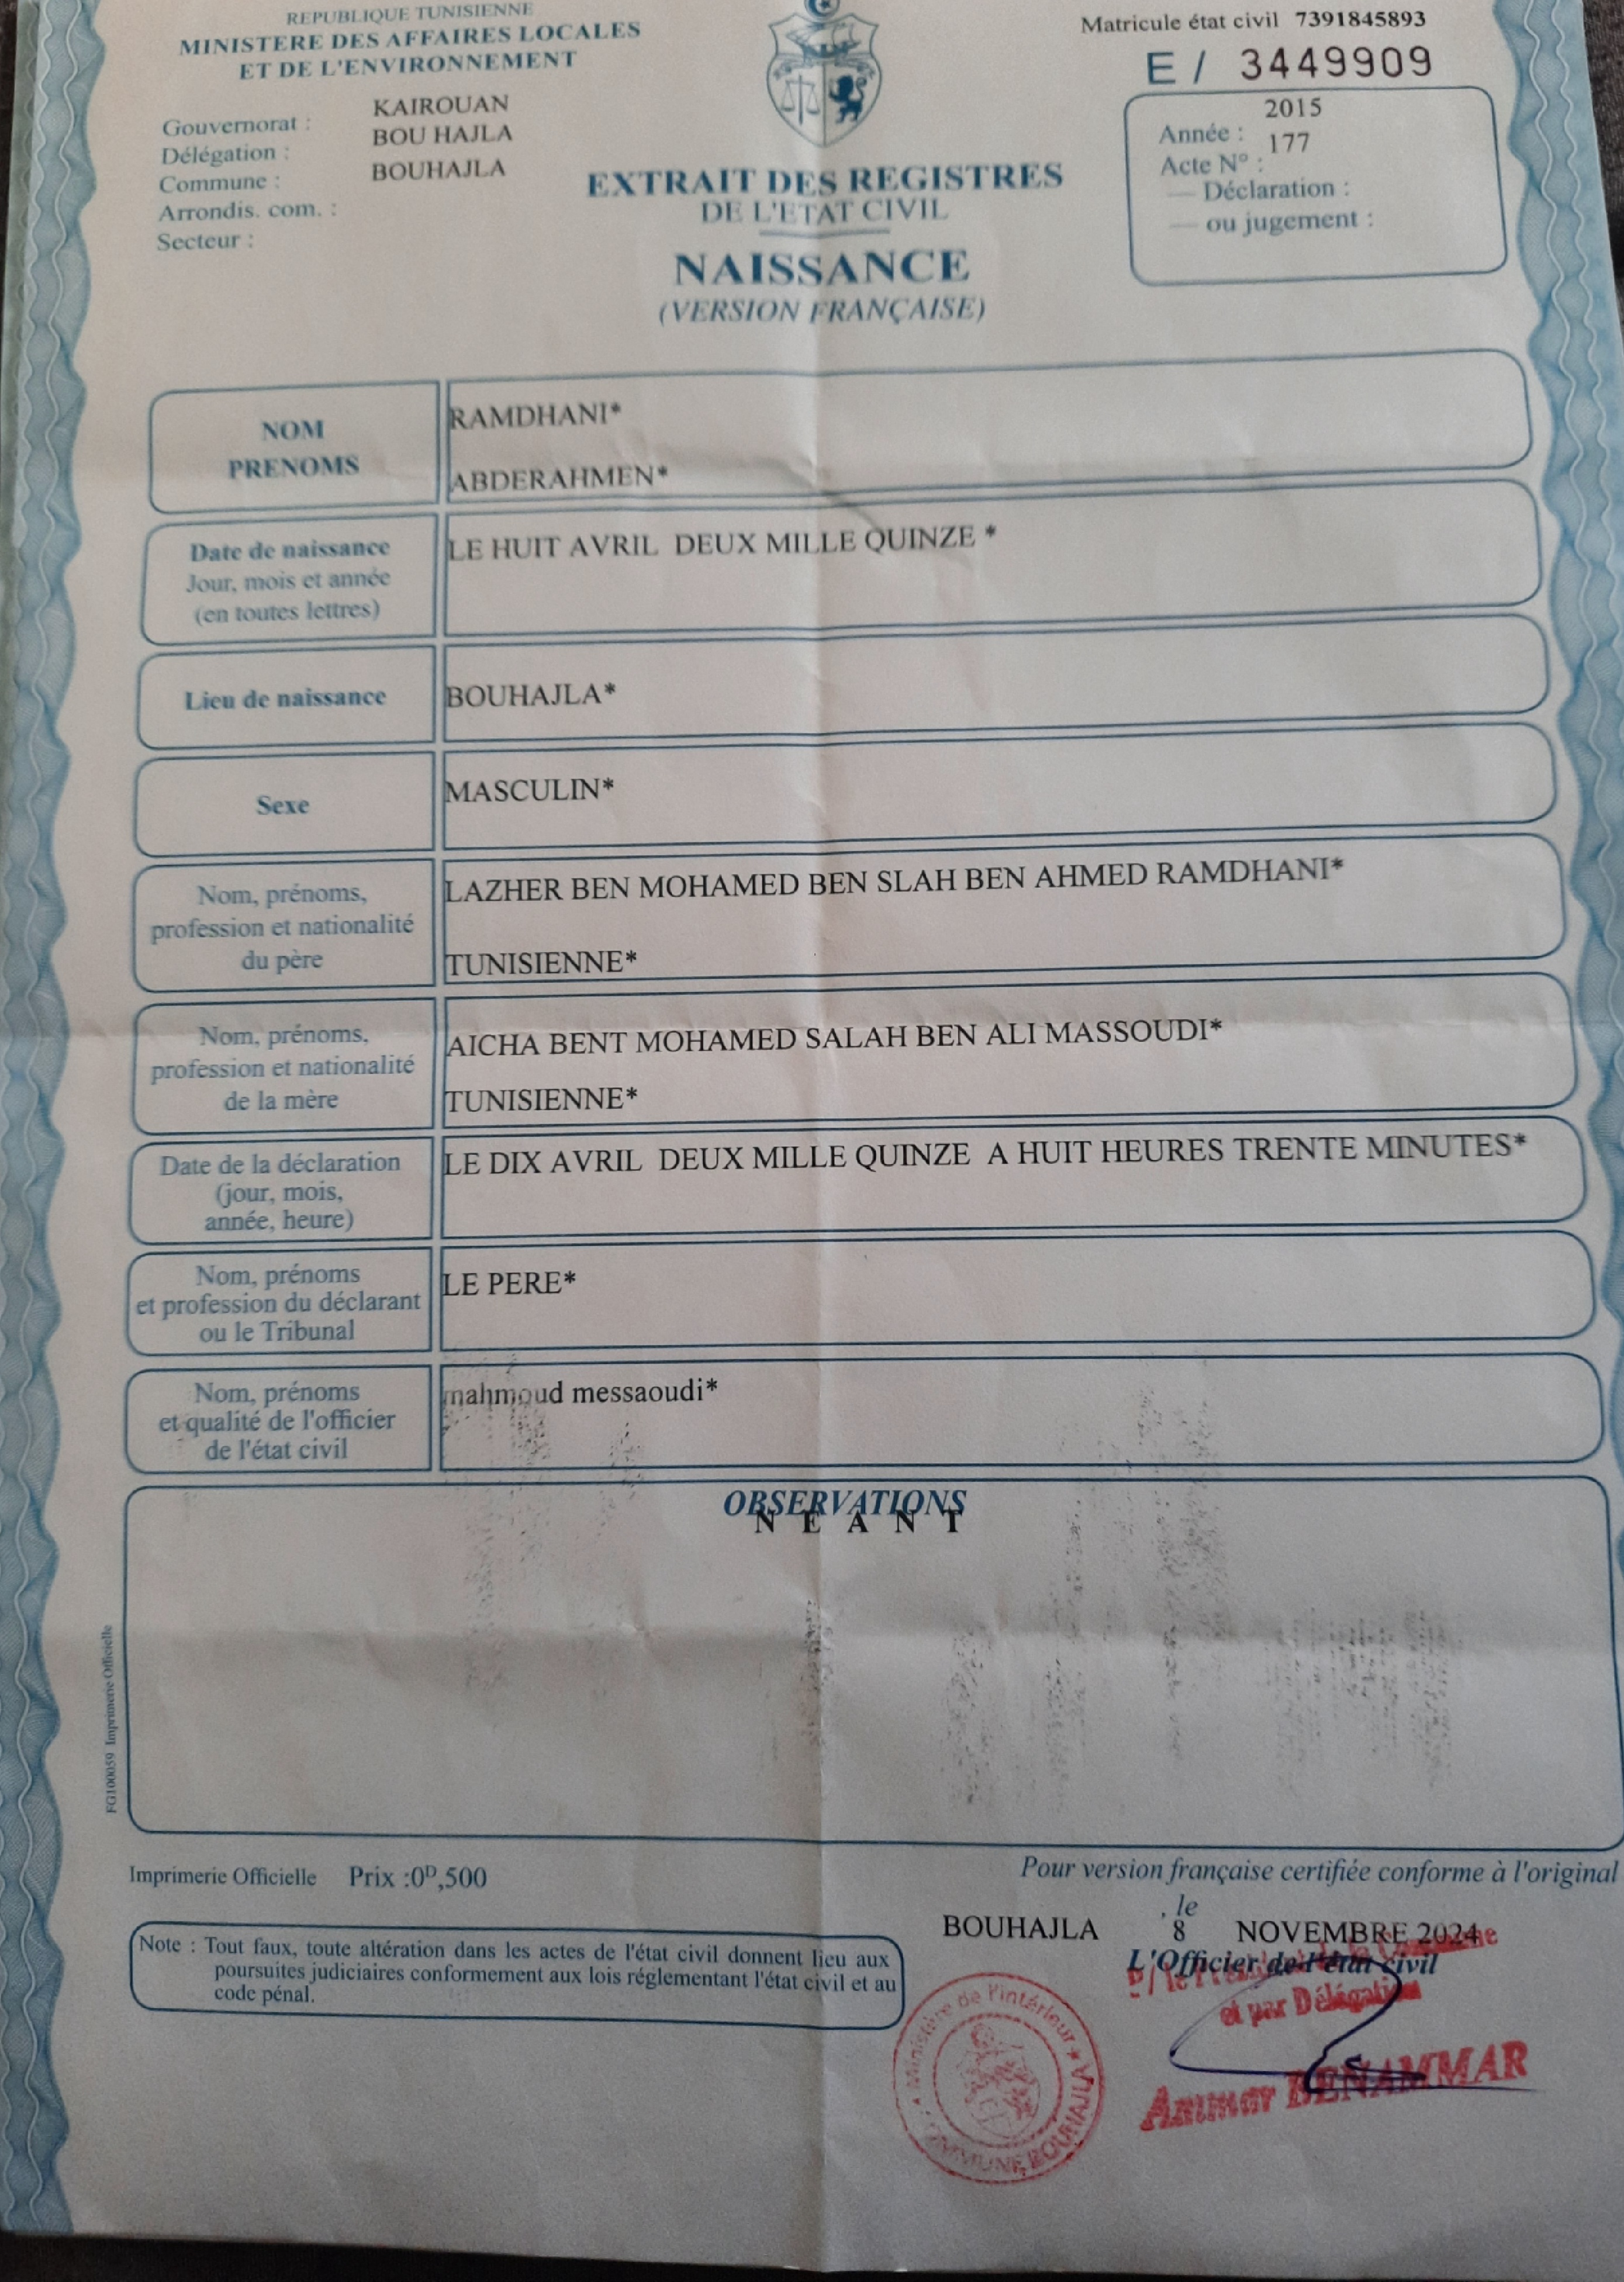 REPUBLIQUE TUNISIENNE
MINISTERE DES AFFAIRES LOCALES
ET DE L'ENVIRONNEMENT
Gouvernorat : KAIROUAN
Délégation : BOU HAJLA
Commune : BOUHAJLA
Arrondis. com. :
Secteur :
Matricule état civil 7391845893
E / 3449909
Année : 2015
Acte N° : 177
— Déclaration :
— ou jugement :
EXTRAIT DES REGISTRES
DE L'ETAT CIVIL
NAISSANCE
(VERSION FRANÇAISE)
NOM
PRENOMS
RAMDHANI*
ABDERAHMEN*
Date de naissance
Jour, mois et année
(en toutes lettres)
LE HUIT AVRIL DEUX MILLE QUINZE *
Lieu de naissance
BOUHAJLA*
Sexe
MASCULIN*
Nom, prénoms,
profession et nationalité
du père
LAZHER BEN MOHAMED BEN SLAH BEN AHMED RAMDHANI*
TUNISIENNE*
Nom, prénoms,
profession et nationalité
de la mère
AICHA BENT MOHAMED SALAH BEN ALI MASSOUDI*
TUNISIENNE*
Date de la déclaration
(jour, mois,
année, heure)
LE DIX AVRIL DEUX MILLE QUINZE A HUIT HEURES TRENTE MINUTES*
Nom, prénoms
et profession du déclarant
ou le Tribunal
LE PERE*
Nom, prénoms
et qualité de l'officier
de l'état civil
mahmoud messaoudi*
OBSERVATIONS
N E A N T
FG100059 Imprimerie Officielle
Imprimerie Officielle Prix :0ᴰ,500
Pour version française certifiée conforme à l'original
, le
BOUHAJLA 8 NOVEMBRE 2024
L'Officier de l'état civil
et par Délégation
Ammar BENAMMAR
Note : Tout faux, toute altération dans les actes de l'état civil donnent lieu aux
poursuites judiciaires conformement aux lois réglementant l'état civil et au
code pénal.
Ministère de l'intérieur
COMMUNE BOUHAJLA